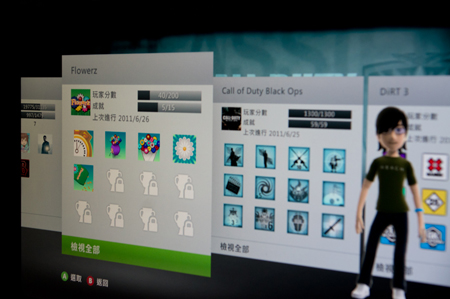 Flowerz
玩家分數 40/200
成就 3/15
上次進行 2011/6/26
檢視全部
Call of Duty Black Ops
玩家分數 1300/1300
成就 59/59
上次進行 2011/6/25
檢視全部
DiRT 3
A 選取 B 返回